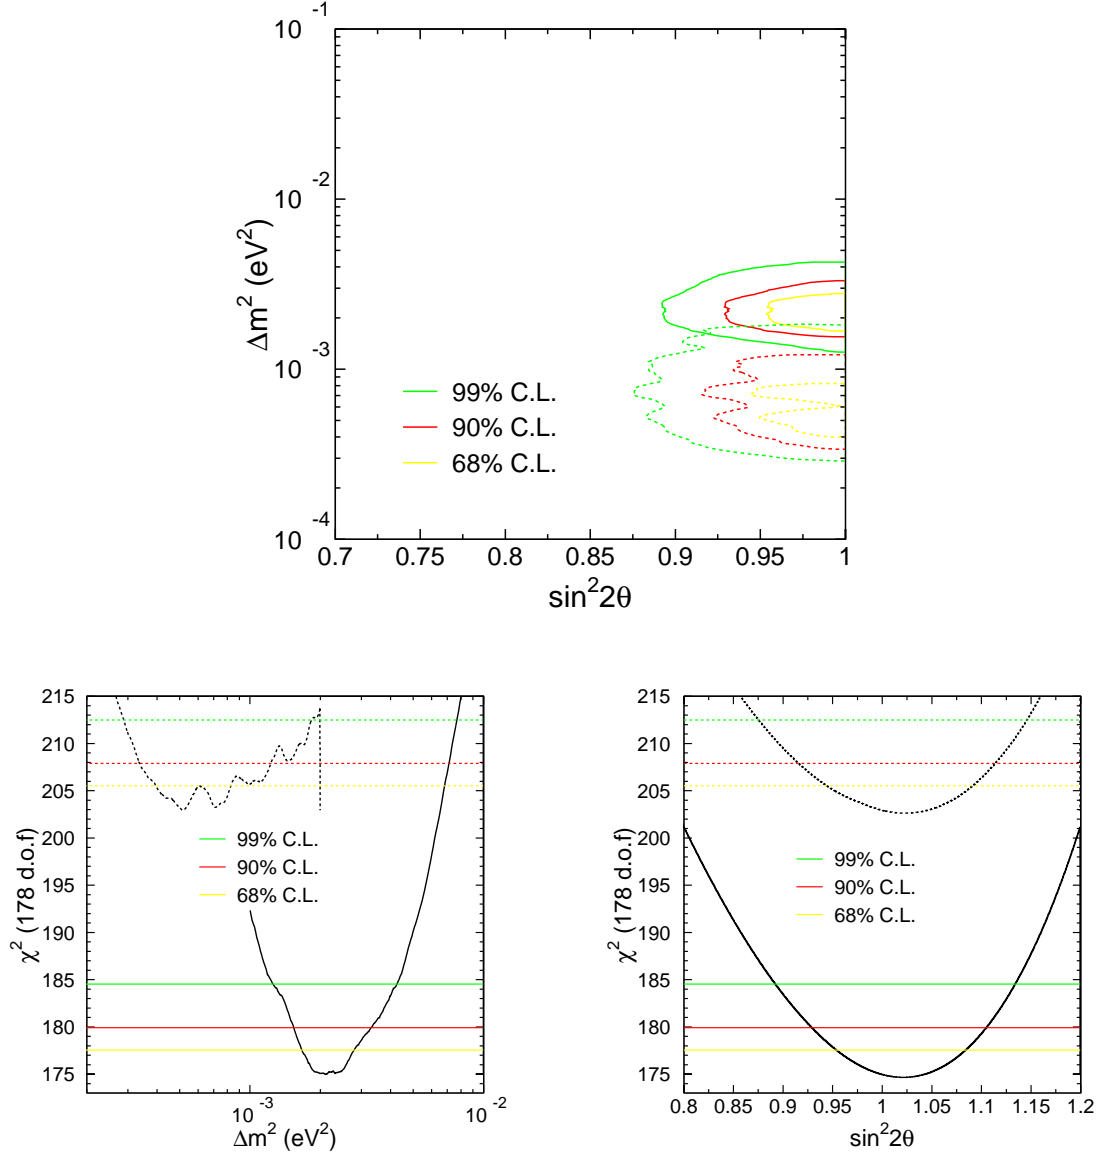 10 -1
10 -2
10 -3
10 -4
Δm² (eV²)
99% C.L.
90% C.L.
68% C.L.
0.7 0.75 0.8 0.85 0.9 0.95 1
sin²2θ
215
210
205
200
195
190
185
180
175
χ² (178 d.o.f)
99% C.L.
90% C.L.
68% C.L.
10 -3 10 -2
Δm² (eV²)
215
210
205
200
195
190
185
180
175
χ² (178 d.o.f)
99% C.L.
90% C.L.
68% C.L.
0.8 0.85 0.9 0.95 1 1.05 1.1 1.15 1.2
sin²2θ